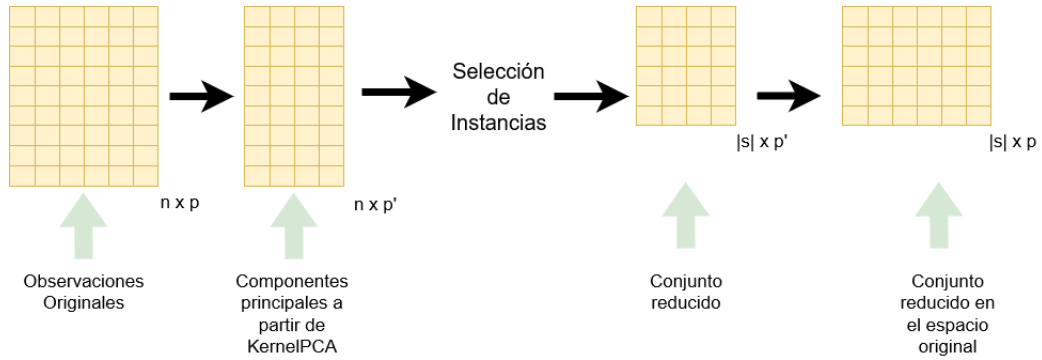 Selección
de
Instancias
n x p
n x p'
|s| x p'
|s| x p
Observaciones
Originales
Componentes
principales a
partir de
KernelPCA
Conjunto
reducido
Conjunto
reducido en
el espacio
original